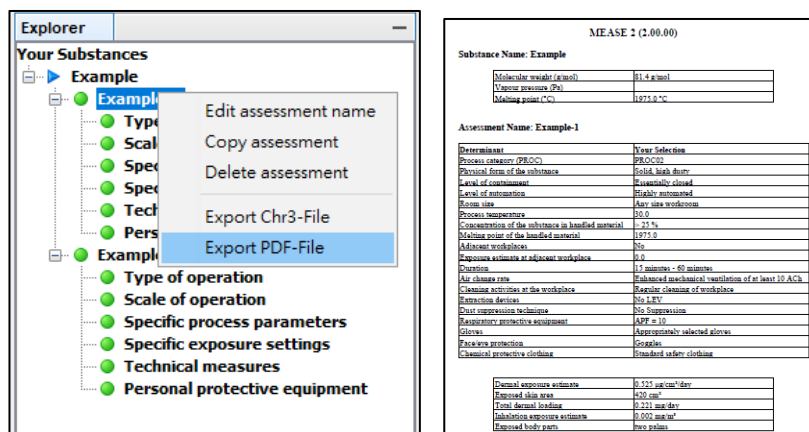 Explorer
Your Substances
Example
Exampl
Type
Scal
Spec
Spec
Tech
Pers
Exampl
Type of operation
Scale of operation
Specific process parameters
Specific exposure settings
Technical measures
Personal protective equipment
Edit assessment name
Copy assessment
Delete assessment
Export Chr3-File
Export PDF-File
MEASE 2 (2.00.00)
Substance Name: Example
Molecular weight (g/mol) 81.4 g/mol
Vapour pressure (Pa)
Melting point (°C) 1975.0 °C
Assessment Name: Example-1
Determinant Your Selection
Process category (PROC) PROC02
Physical form of the substance Solid, high dusty
Level of containment Essentially closed
Level of automation Highly automated
Room size Any size workroom
Process temperature 30.0
Concentration of the substance in handled material > 25 %
Melting point of the handled material 1975.0
Adjacent workplaces No
Exposure estimate at adjacent workplace 0.0
Duration 15 minutes - 60 minutes
Air change rate Enhanced mechanical ventilation of at least 10 ACh
Cleaning activities at the workplace Regular cleaning of workplace
Extraction devices No LEV
Dust suppression technique No Suppression
Respiratory protective equipment APF = 10
Gloves Appropriately selected gloves
Face/eye protection Goggles
Chemical protective clothing Standard safety clothing
Dermal exposure estimate 0.525 µg/cm²/day
Exposed skin area 420 cm²
Total dermal loading 0.221 mg/day
Inhalation exposure estimate 0.002 mg/m³
Exposed body parts two palms